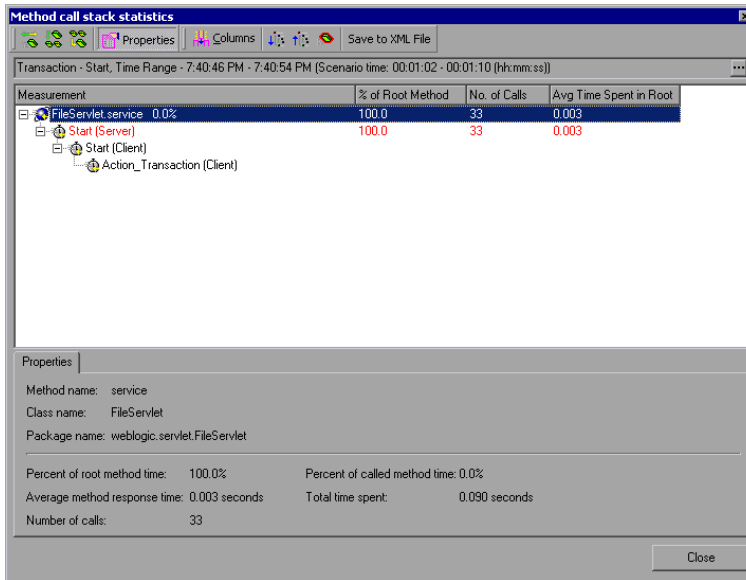 Method call stack statistics
Properties Columns Save to XML File
Transaction - Start, Time Range - 7:40:46 PM - 7:40:54 PM (Scenario time: 00:01:02 - 00:01:10 (hh:mm:ss)) ...
Measurement % of Root Method No. of Calls Avg Time Spent in Root
FileServlet.service 0.0% 100.0 33 0.003
Start (Server) 100.0 33 0.003
Start (Client)
Action_Transaction (Client)
Properties
Method name: service
Class name: FileServlet
Package name: weblogic.servlet.FileServlet
Percent of root method time: 100.0% Percent of called method time: 0.0%
Average method response time: 0.003 seconds Total time spent: 0.090 seconds
Number of calls: 33
Close